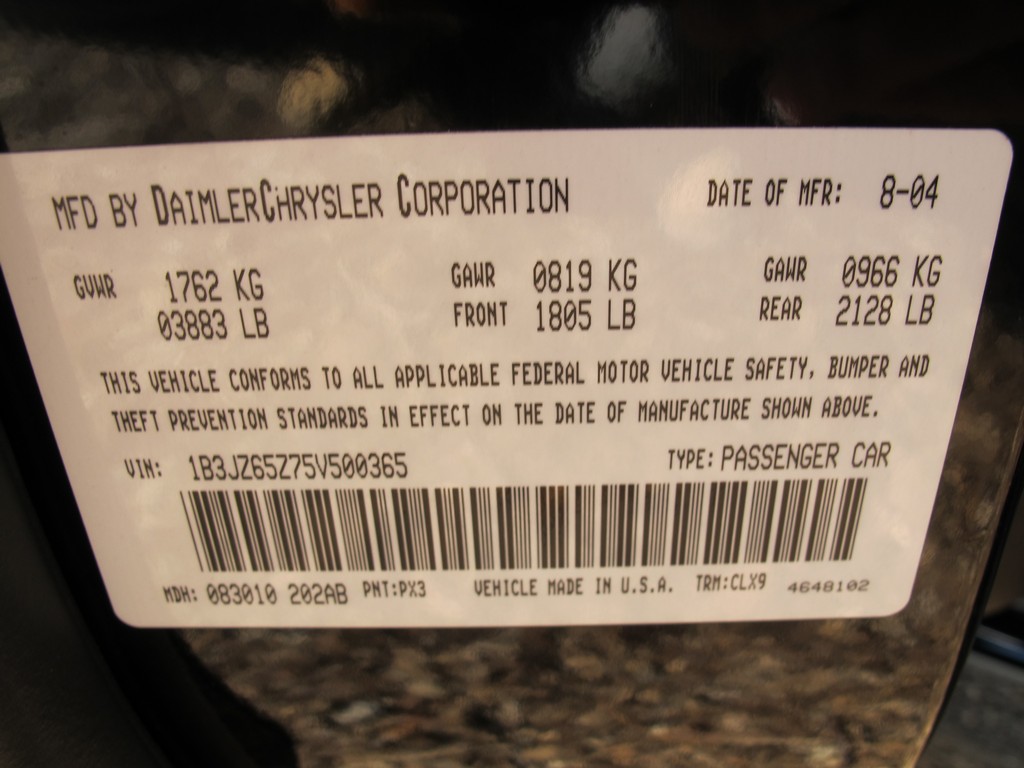 MFD BY DAIMLERCHRYSLER CORPORATION DATE OF MFR: 8-04
GVWR 1762 KG GAWR 0819 KG GAWR 0966 KG
03883 LB FRONT 1805 LB REAR 2128 LB
THIS VEHICLE CONFORMS TO ALL APPLICABLE FEDERAL MOTOR VEHICLE SAFETY, BUMPER AND
THEFT PREVENTION STANDARDS IN EFFECT ON THE DATE OF MANUFACTURE SHOWN ABOVE.
VIN: 1B3JZ65Z75V500365 TYPE: PASSENGER CAR
MDH: 083010 202AB PNT:PX3 VEHICLE MADE IN U.S.A. TRM:CLX9 4648102